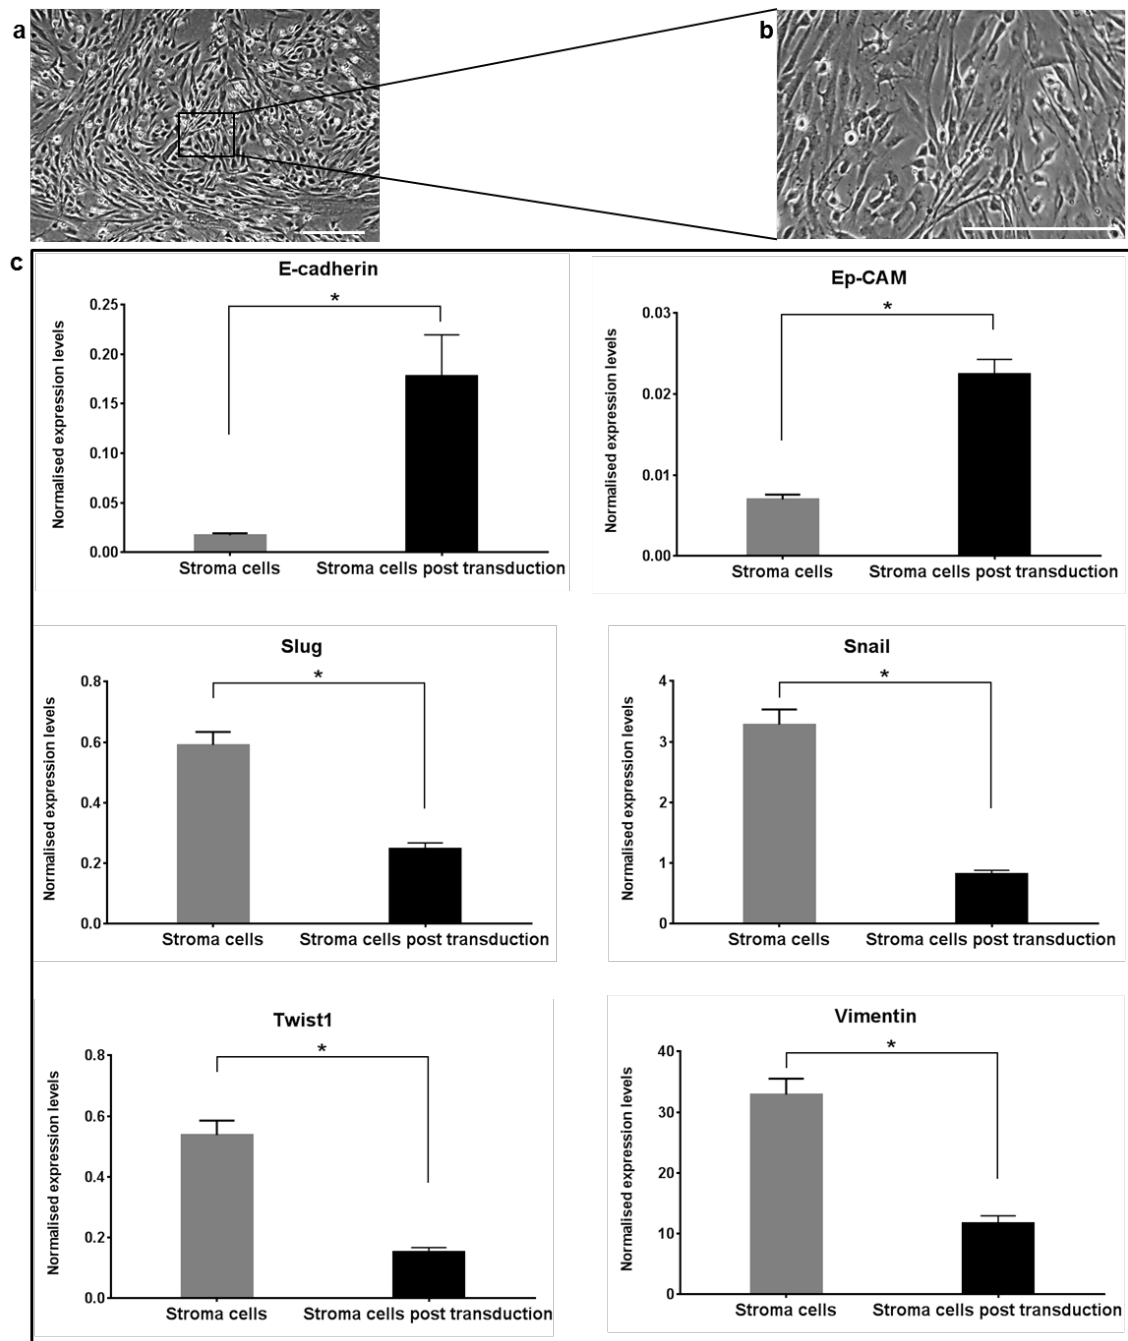 a
b
c
E-cadherin
*
Normalised expression levels
0.25
0.20
0.15
0.10
0.05
0.00
Stroma cells
Stroma cells post transduction
Ep-CAM
*
Normalised expression levels
0.03
0.02
0.01
0.00
Stroma cells
Stroma cells post transduction
Slug
*
Normalised expression levels
0.8
0.6
0.4
0.2
0.0
Stroma cells
Stroma cells post transduction
Snail
*
Normalised expression levels
4
3
2
1
0
Stroma cells
Stroma cells post transduction
Twist1
*
Normalised expression levels
0.8
0.6
0.4
0.2
0.0
Stroma cells
Stroma cells post transduction
Vimentin
*
Normalised expression levels
40
30
20
10
0
Stroma cells
Stroma cells post transduction